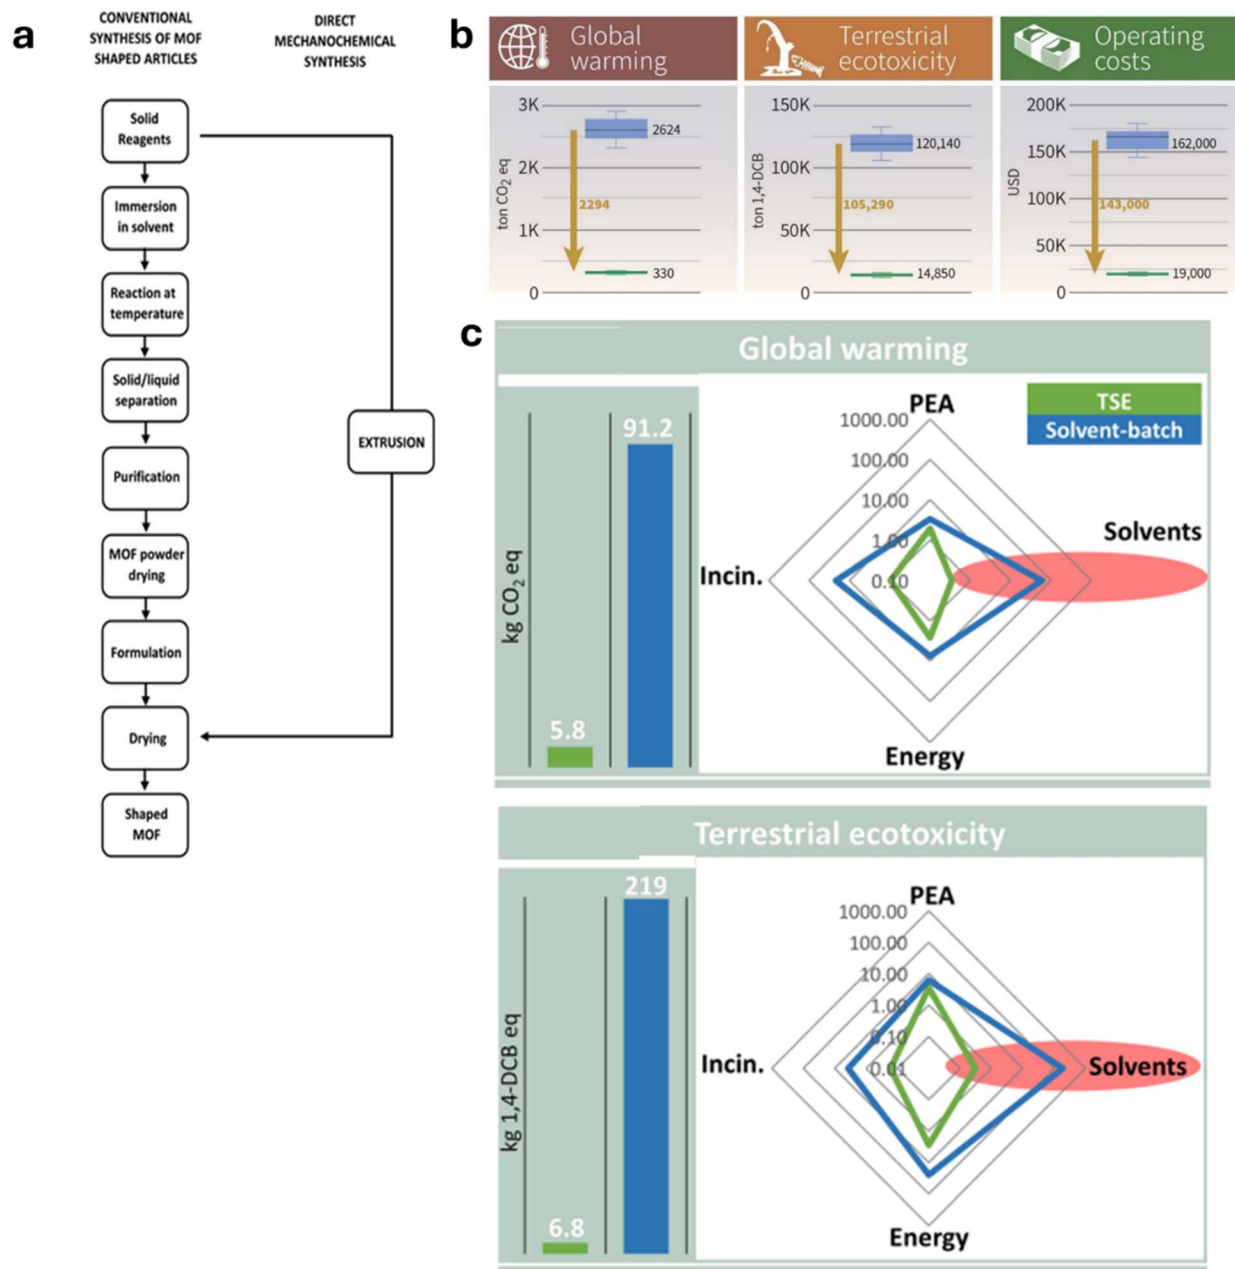 a
CONVENTIONAL
SYNTHESIS OF MOF
SHAPED ARTICLES
DIRECT
MECHANOCHEMICAL
SYNTHESIS
Solid
Reagents
Immersion
in solvent
Reaction at
temperature
Solid/liquid
separation
Purification
MOF powder
drying
Formulation
Drying
Shaped
MOF
EXTRUSION
b
Global
warming
ton CO₂ eq
3K
2K
1K
0
2624
2294
330
Terrestrial
ecotoxicity
ton 1,4-DCB
150K
100K
50K
0
120,140
105,290
14,850
Operating
costs
USD
200K
150K
100K
50K
0
162,000
143,000
19,000
c
Global warming
kg CO₂ eq
5.8
91.2
TSE
Solvent-batch
PEA
1000.00
100.00
10.00
1.00
0.10
Solvents
Incin.
Energy
Terrestrial ecotoxicity
kg 1,4-DCB eq
6.8
219
PEA
1000.00
100.00
10.00
1.00
0.10
0.01
Solvents
Incin.
Energy